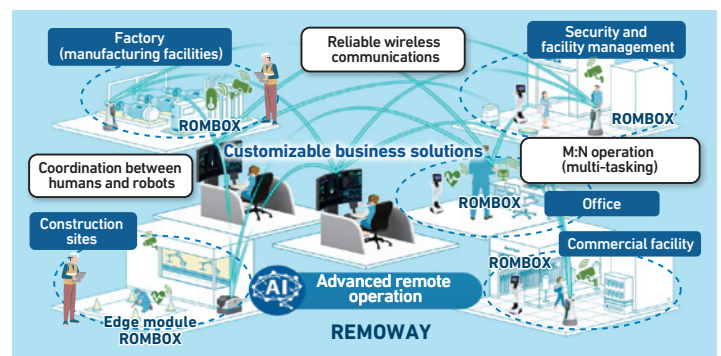 Factory
(manufacturing facilities)
Reliable wireless
communications
Security and
facility management
ROMBOX
ROMBOX
Customizable business solutions
Coordination between
humans and robots
M:N operation
(multi-tasking)
ROMBOX
Office
Construction
sites
Commercial facility
ROMBOX
AI
Advanced remote
operation
Edge module
ROMBOX
REMOWAY